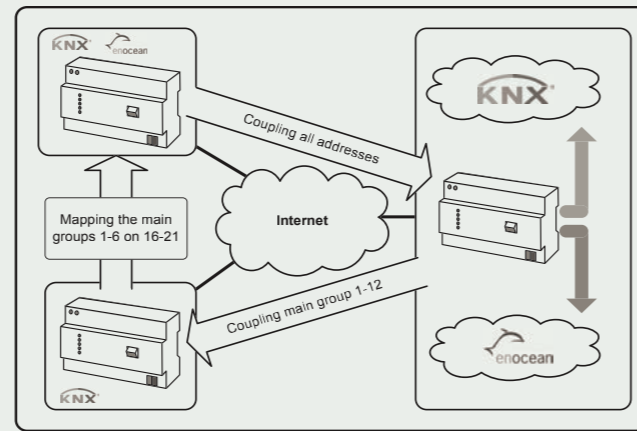 KNX®
enocean
Coupling all addresses
KNX®
Mapping the main
groups 1-6 on 16-21
Internet
Coupling main group 1-12
enocean
KNX®